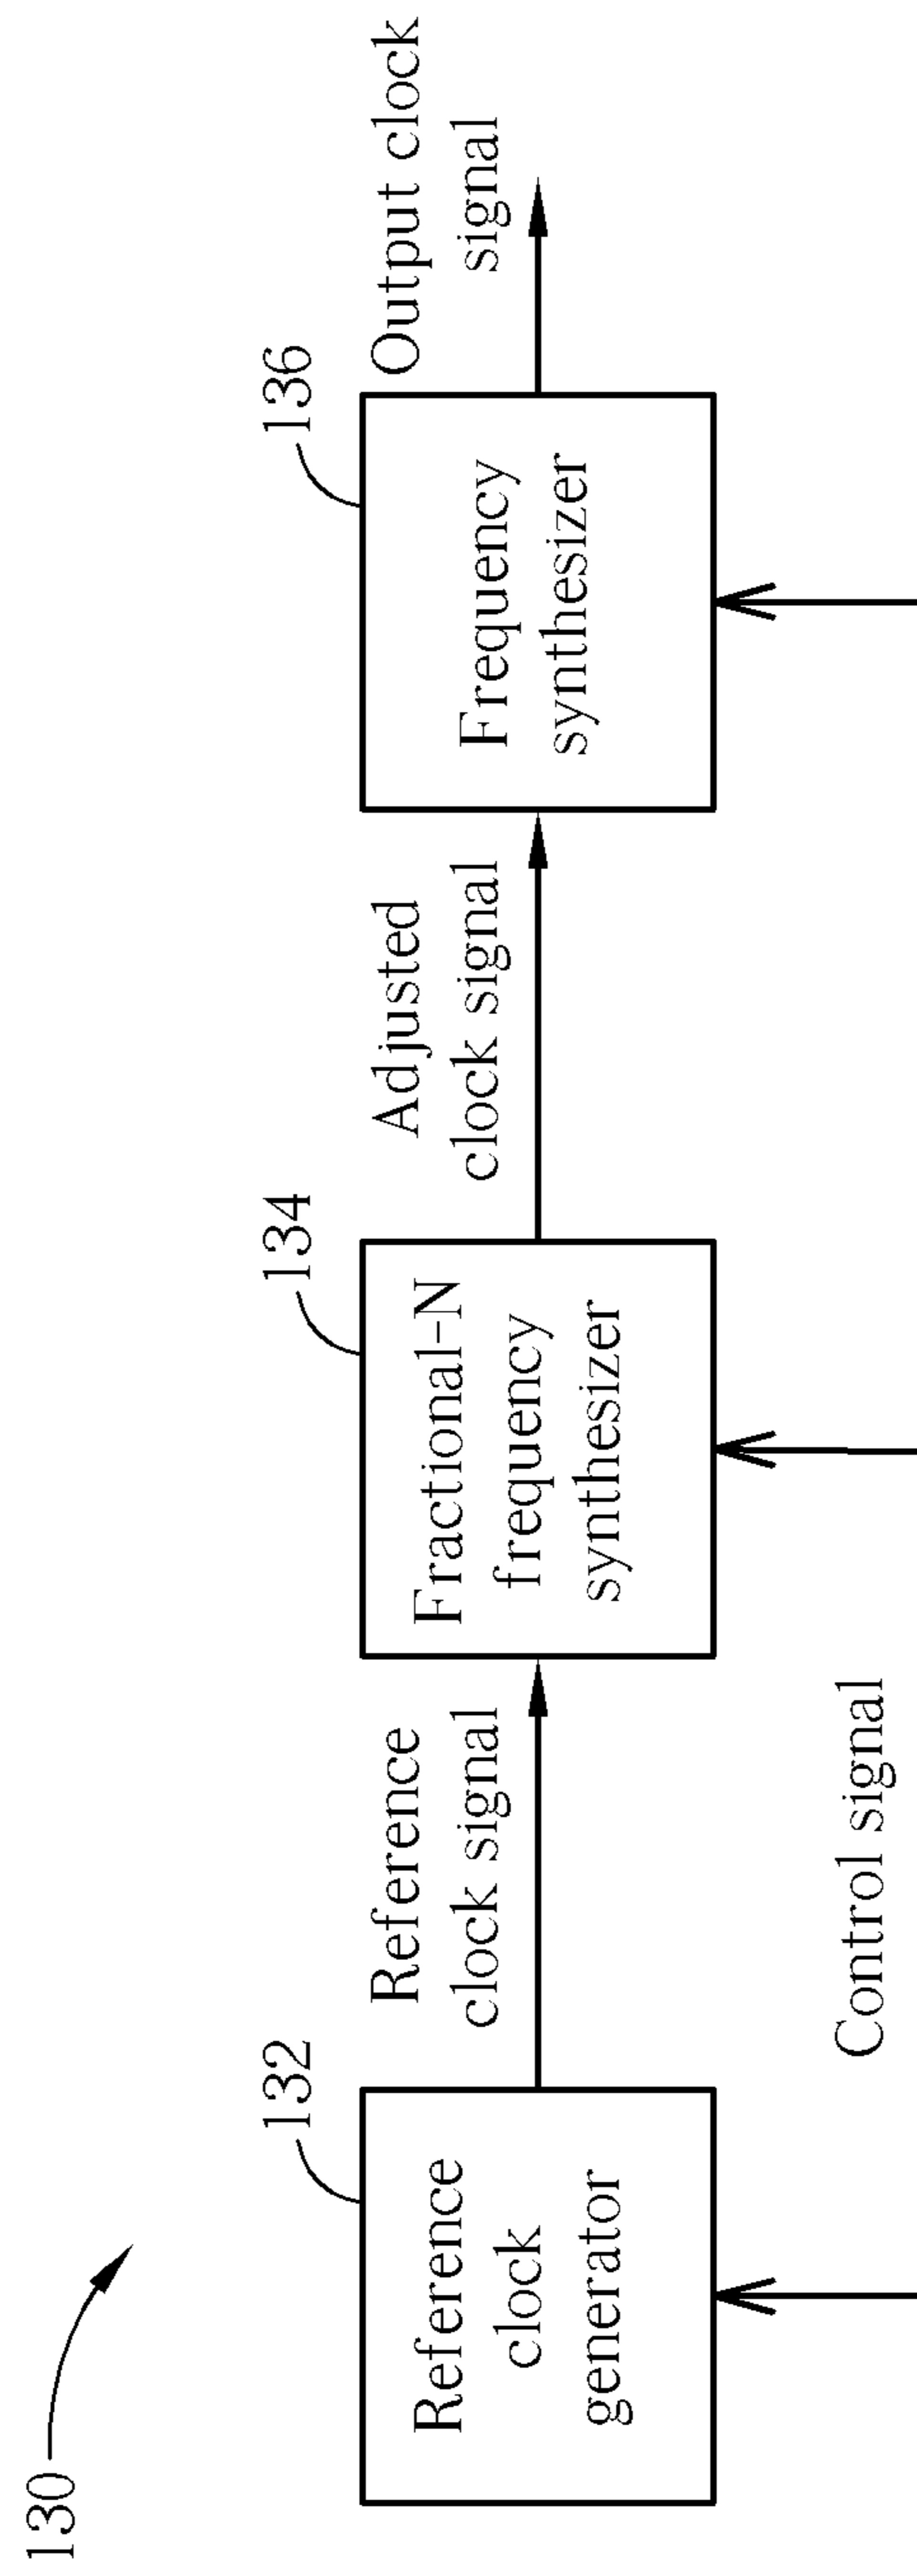 130
132
Reference
clock
generator
Reference
clock signal
134
Fractional-N
frequency
synthesizer
Adjusted
clock signal
136
Frequency
synthesizer
Output clock
signal
Control signal